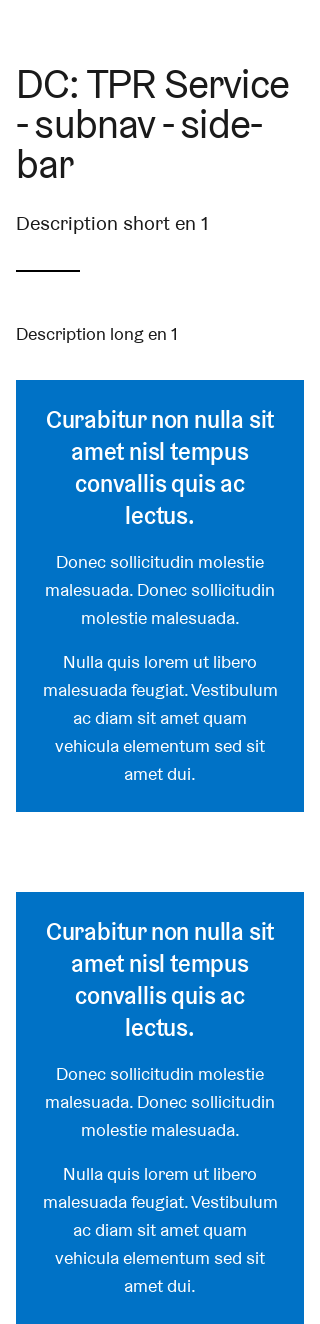 DC: TPR Service
- subnav - side-
bar
Description short en 1
Description long en 1
Curabitur non nulla sit
amet nisl tempus
convallis quis ac
lectus.
Donec sollicitudin molestie
malesuada. Donec sollicitudin
molestie malesuada.
Nulla quis lorem ut libero
malesuada feugiat. Vestibulum
ac diam sit amet quam
vehicula elementum sed sit
amet dui.
Curabitur non nulla sit
amet nisl tempus
convallis quis ac
lectus.
Donec sollicitudin molestie
malesuada. Donec sollicitudin
molestie malesuada.
Nulla quis lorem ut libero
malesuada feugiat. Vestibulum
ac diam sit amet quam
vehicula elementum sed sit
amet dui.